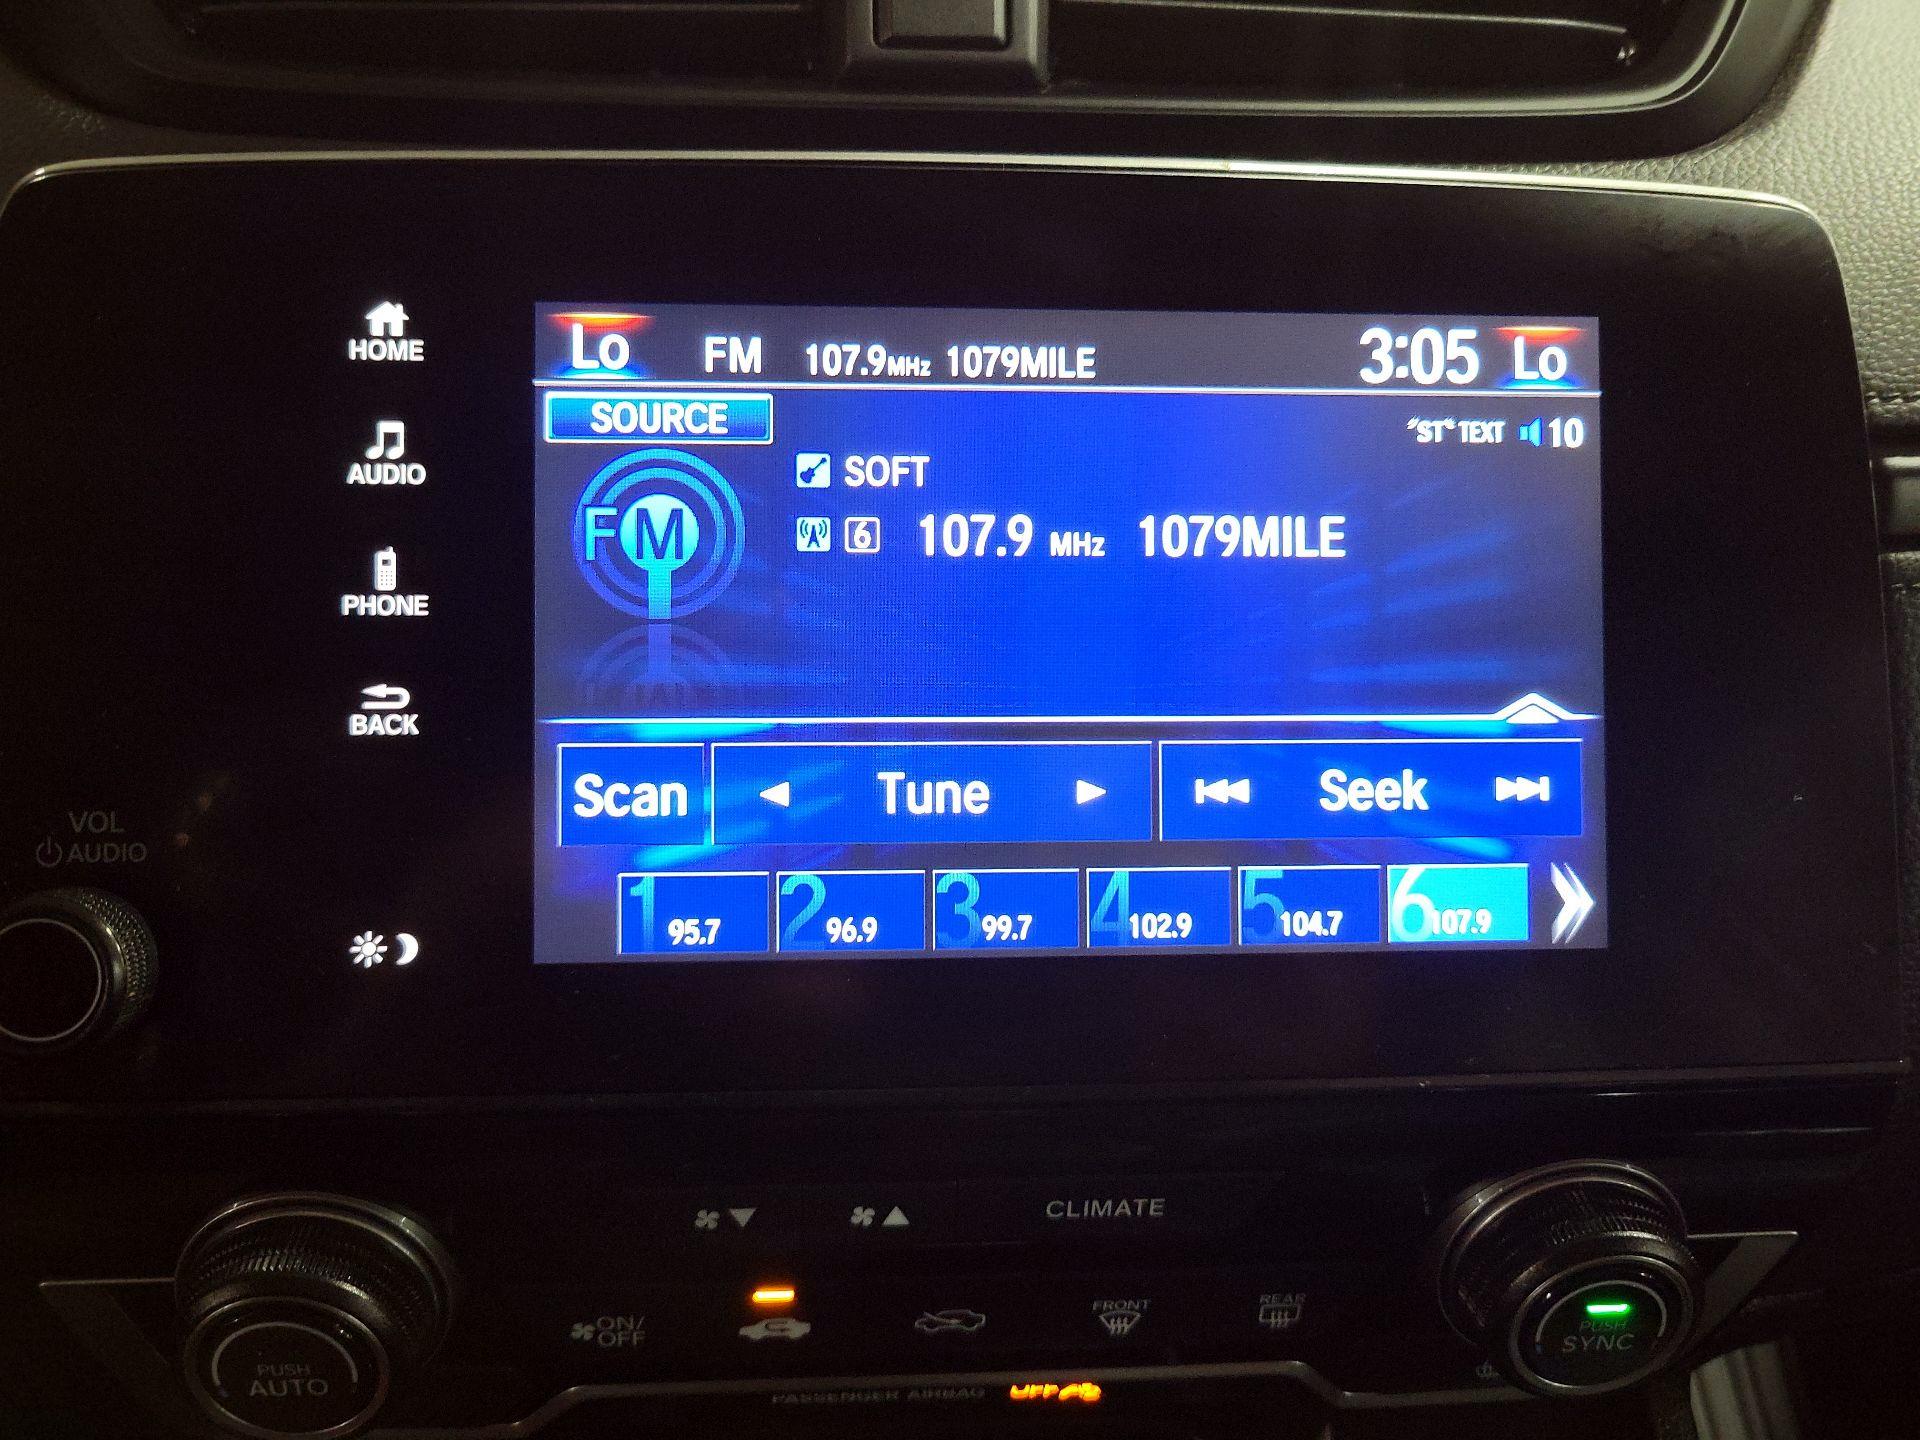 Lo FM 107.9MHz 1079MILE 3:05 Lo
SOURCE
"ST" TEXT 10
FM
SOFT
6 107.9 MHz 1079MILE
Scan Tune Seek
1 95.7 2 96.9 3 99.7 4 102.9 5 104.7 6 107.9
HOME
AUDIO
PHONE
BACK
VOL
AUDIO
CLIMATE
ON/
OFF
FRONT
REAR
PUSH
AUTO
PUSH
SYNC
PASSENGER AIRBAG OFF